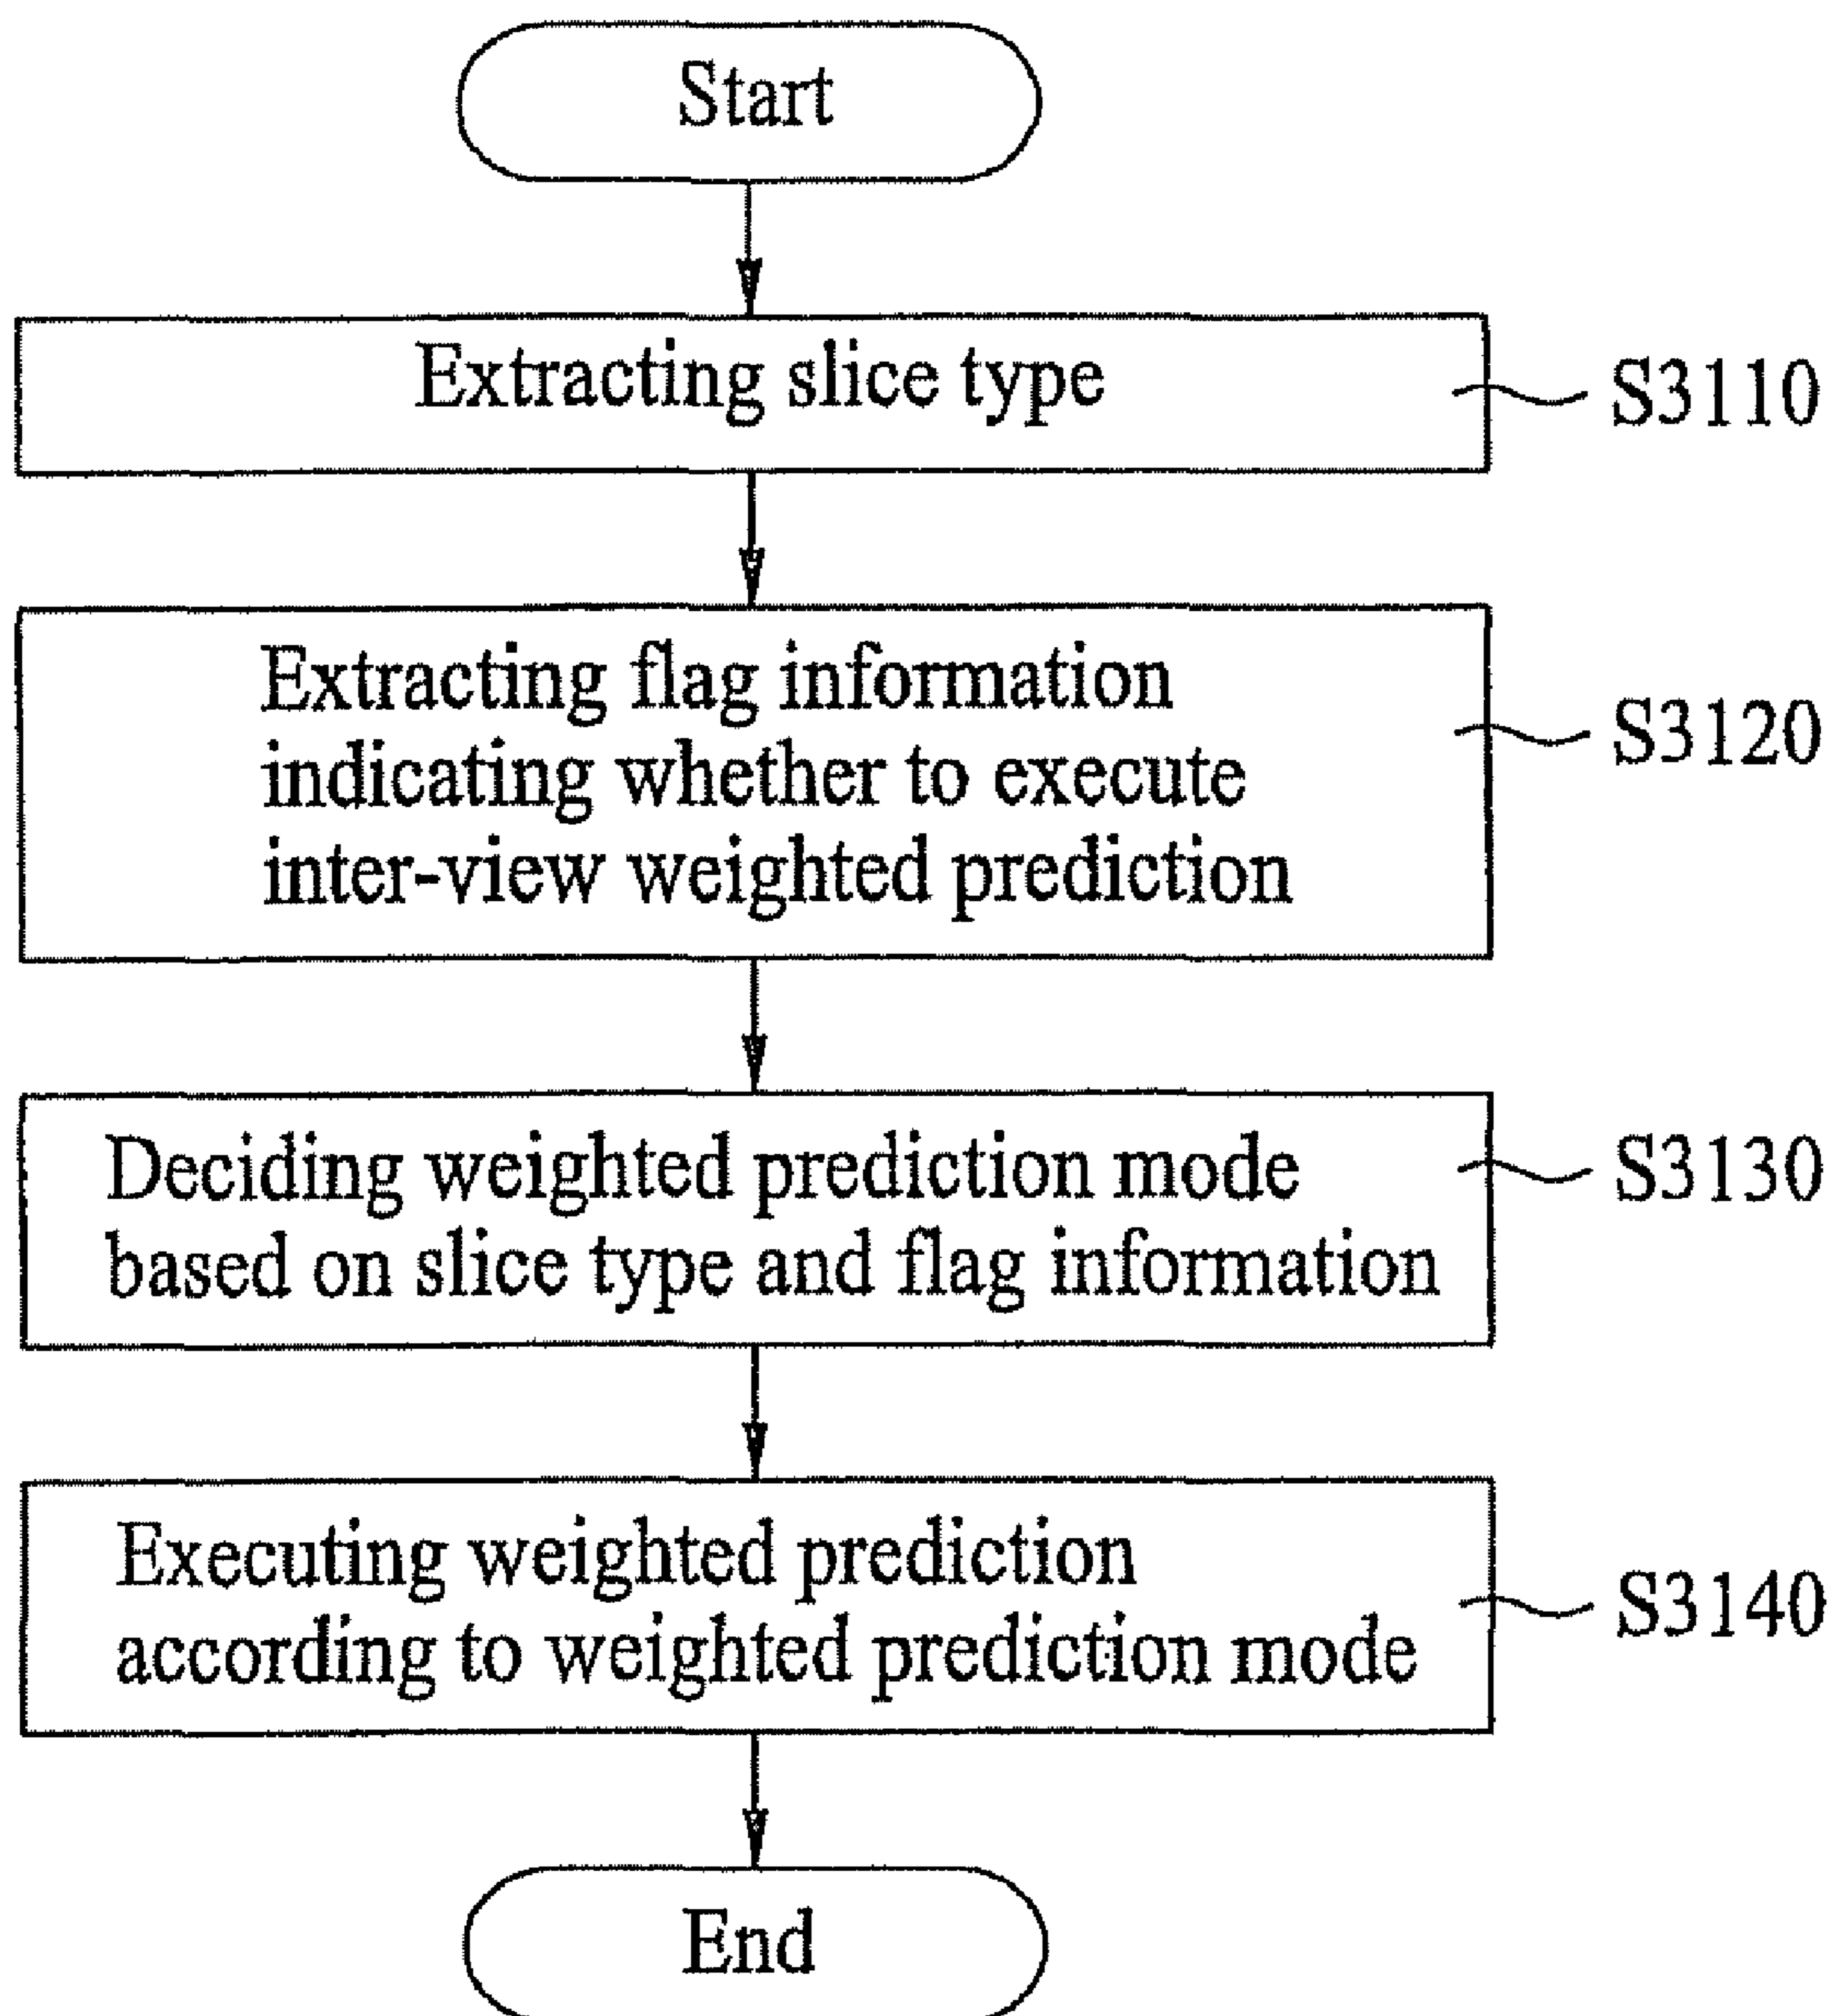 Start
Extracting slice type
S3110
Extracting flag information
indicating whether to execute
inter-view weighted prediction
S3120
Deciding weighted prediction mode
based on slice type and flag information
S3130
Executing weighted prediction
according to weighted prediction mode
S3140
End